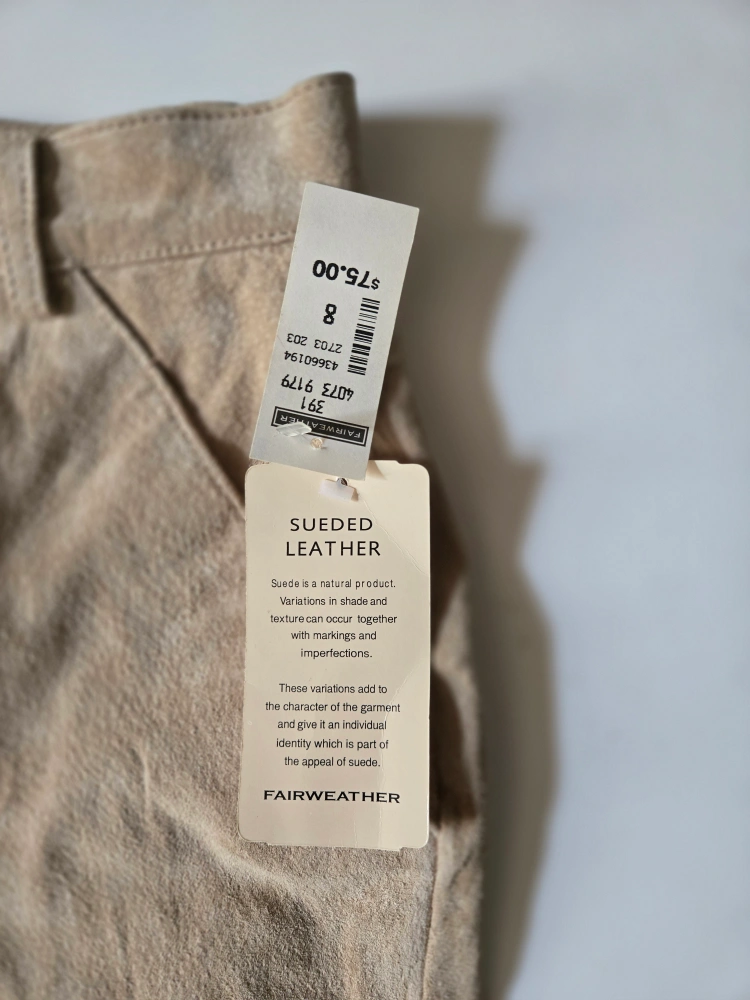 FAIRWEATHER
391
4073 9179
43660194
2703 203
8
$75.00
SUEDED
LEATHER
Suede is a natural product.
Variations in shade and
texture can occur together
with markings and
imperfections.
These variations add to
the character of the garment
and give it an individual
identity which is part of
the appeal of suede.
FAIRWEATHER